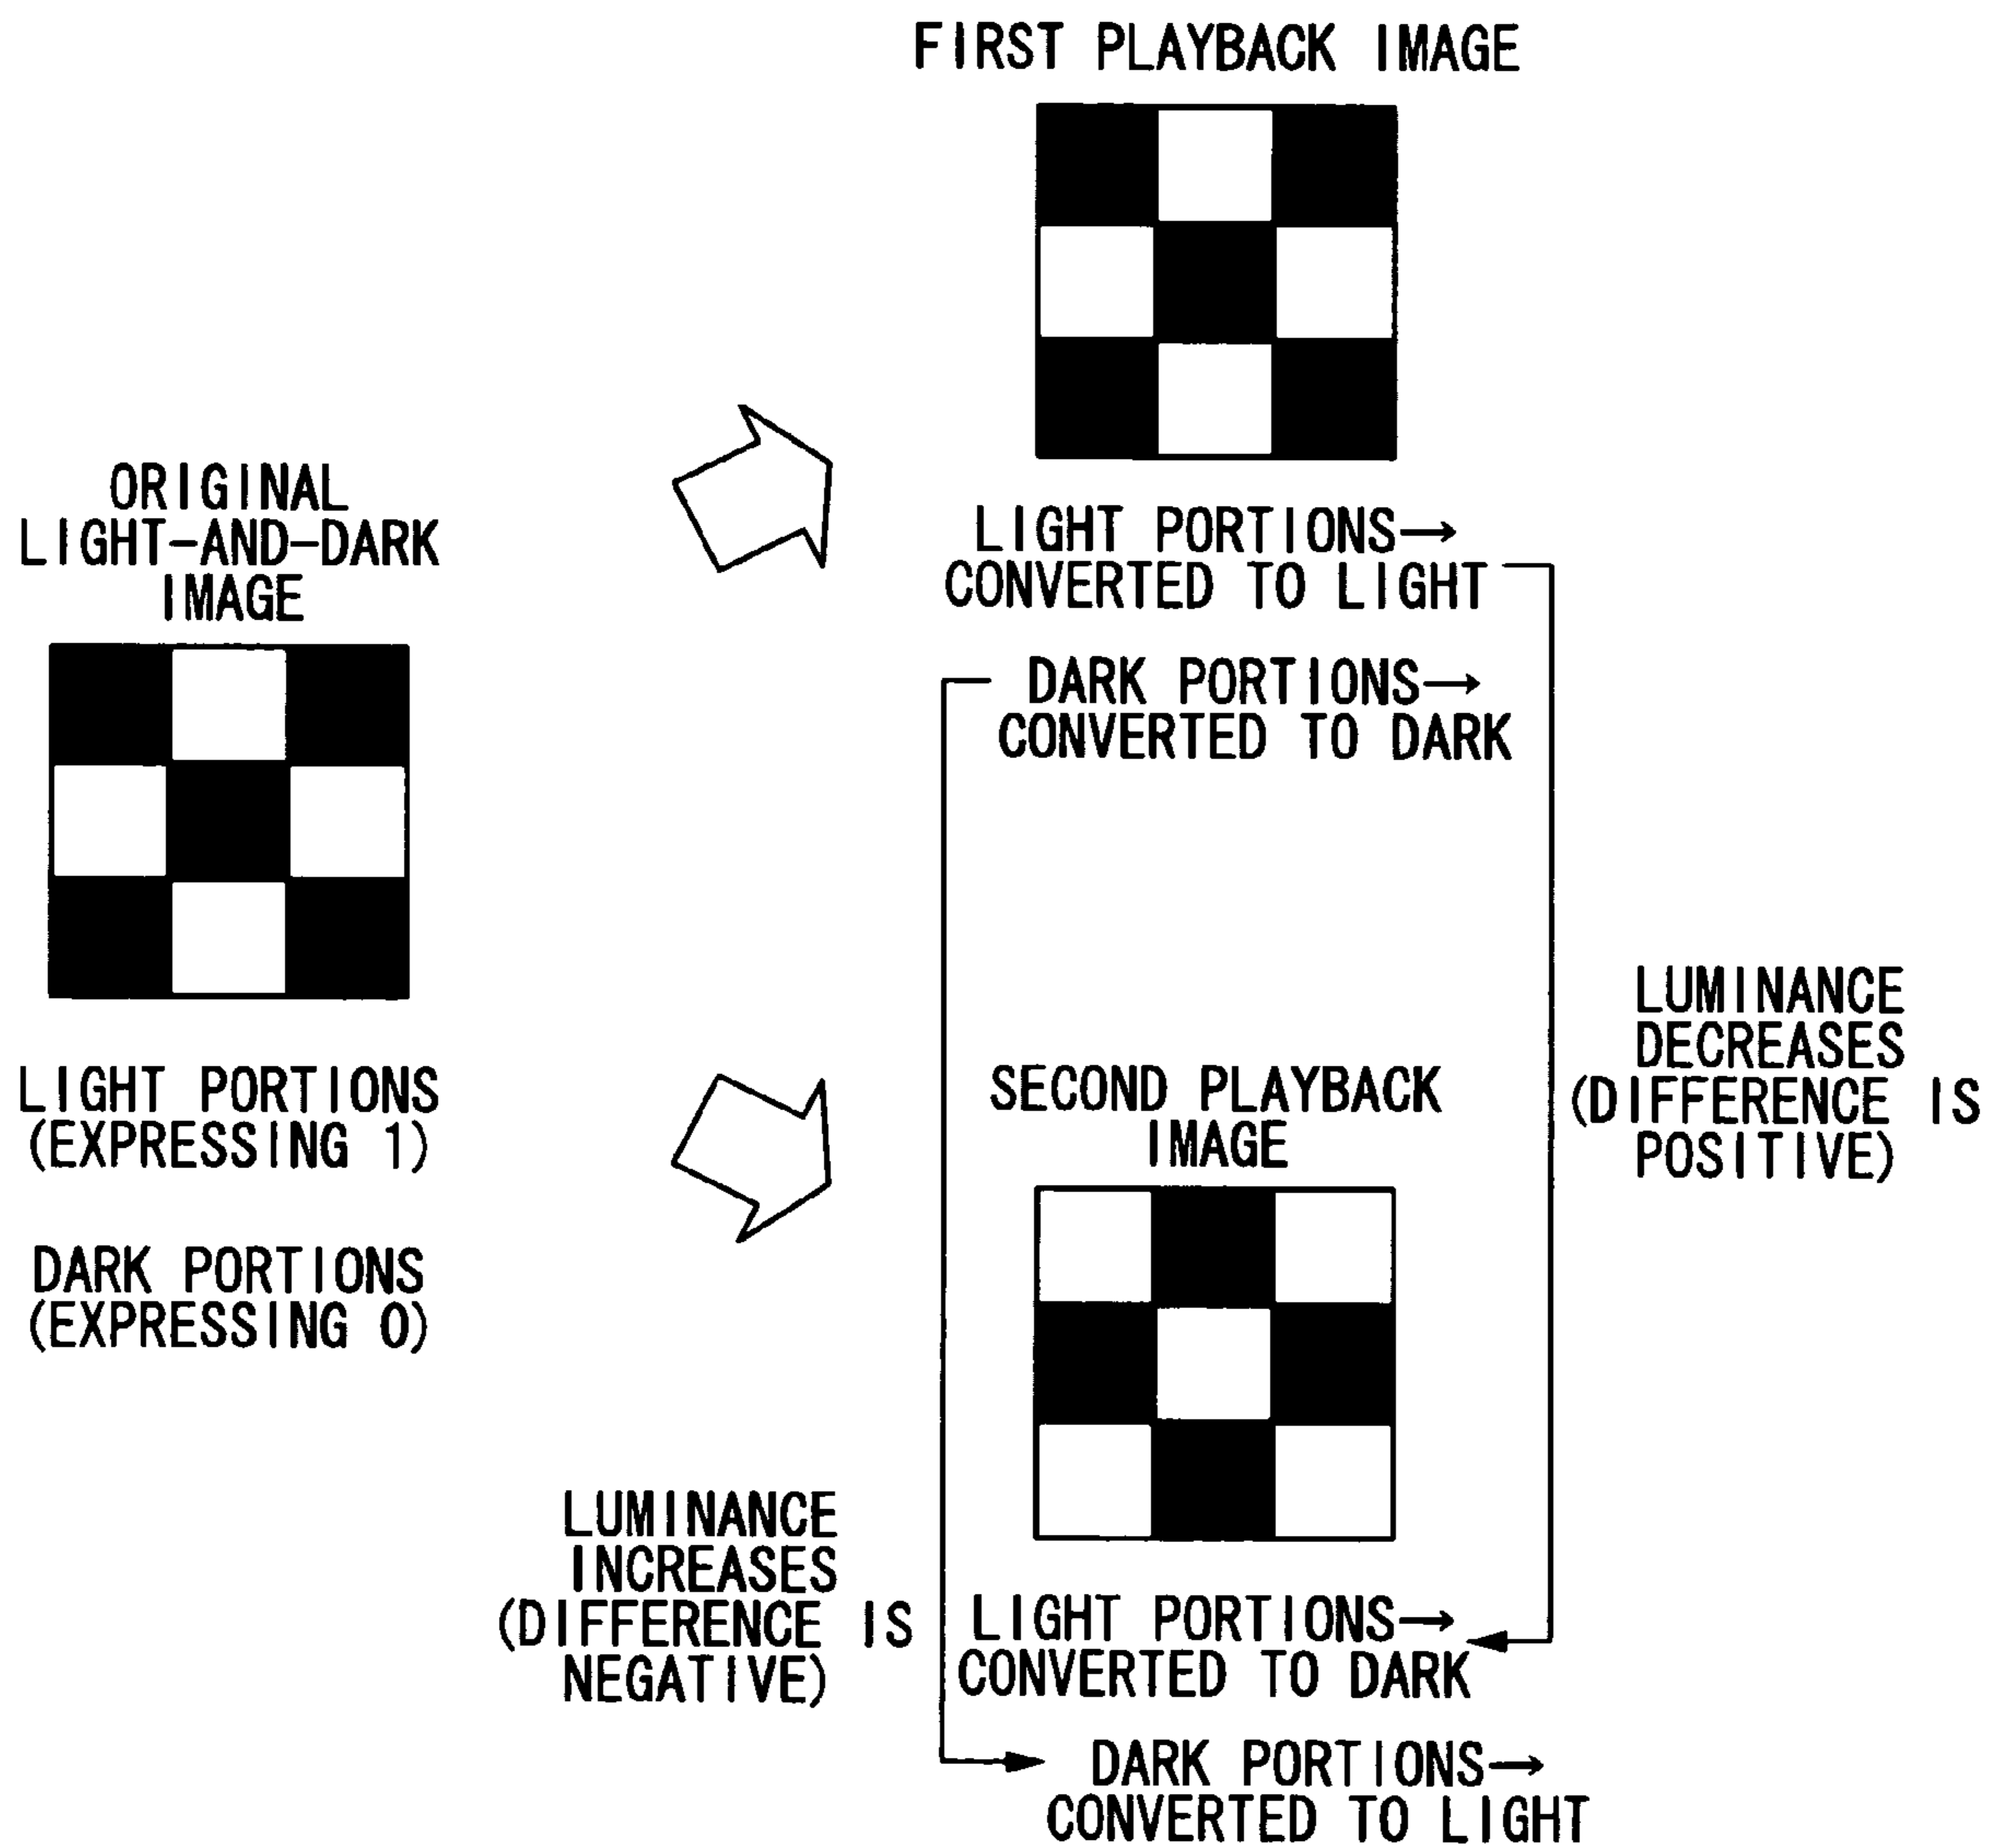 FIRST PLAYBACK IMAGE
LIGHT PORTIONS→
CONVERTED TO LIGHT
DARK PORTIONS→
CONVERTED TO DARK
ORIGINAL
LIGHT-AND-DARK
IMAGE
LIGHT PORTIONS
(EXPRESSING 1)
DARK PORTIONS
(EXPRESSING 0)
LUMINANCE
DECREASES
(DIFFERENCE IS
POSITIVE)
SECOND PLAYBACK
IMAGE
LUMINANCE
INCREASES
(DIFFERENCE IS
NEGATIVE)
LIGHT PORTIONS→
CONVERTED TO DARK
DARK PORTIONS→
CONVERTED TO LIGHT